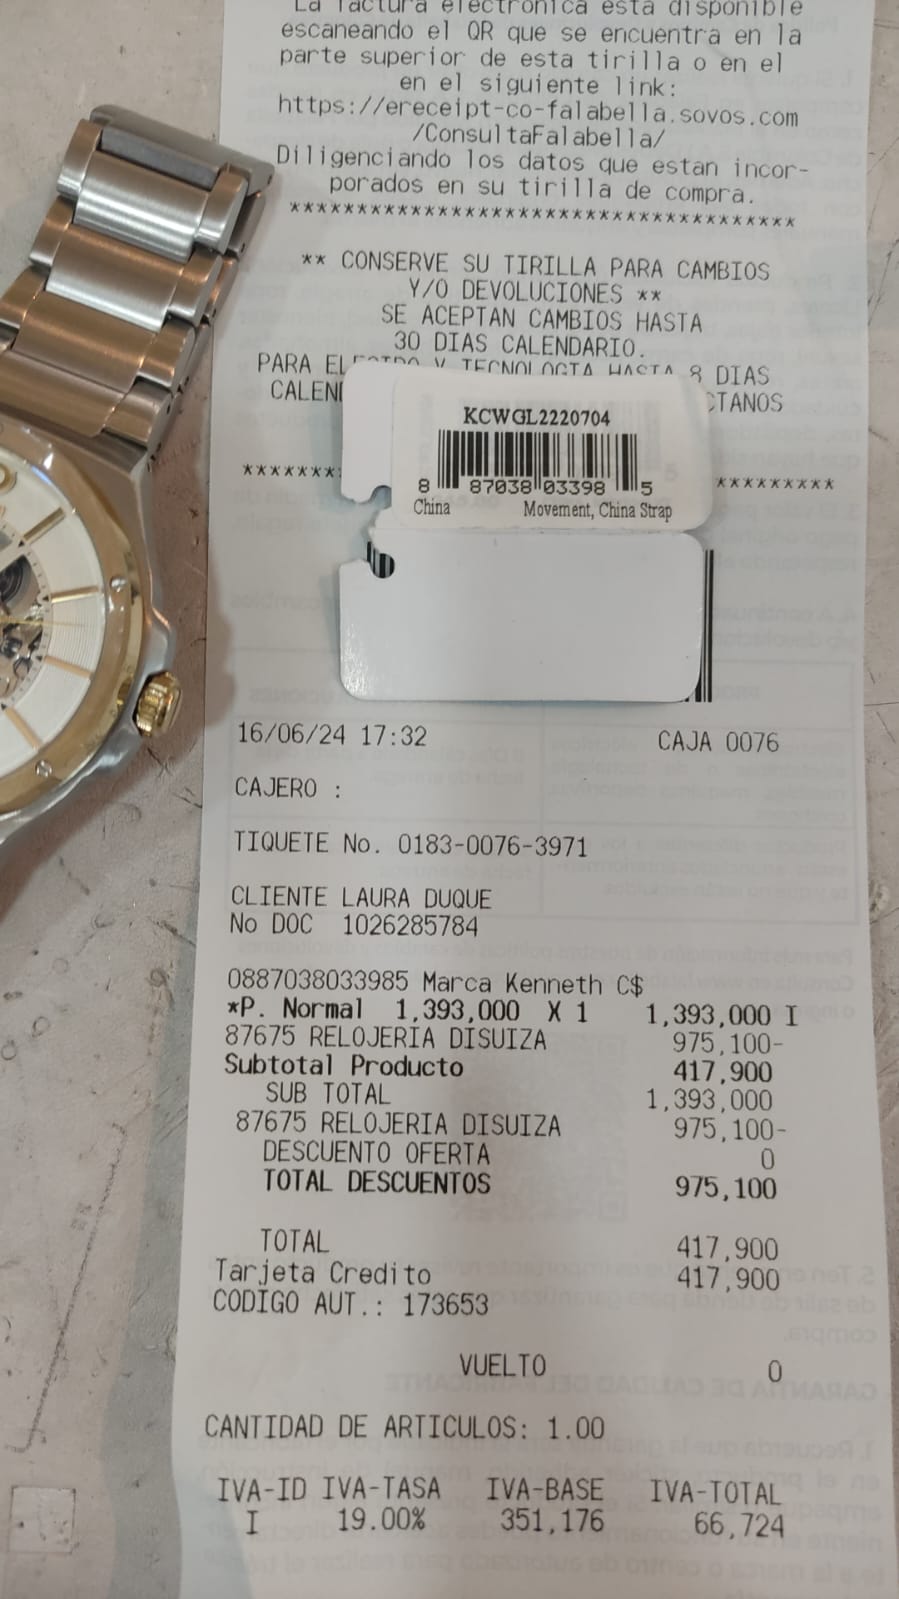 La factura electronica esta disponible
escaneando el QR que se encuentra en la
parte superior de esta tirilla o en el
en el siguiente link:
https://ereceipt-co-falabella.sovos.com
/ConsultaFalabella/
Diligenciando los datos que estan incor-
porados en su tirilla de compra.
**************************************
** CONSERVE SU TIRILLA PARA CAMBIOS
Y/O DEVOLUCIONES **
SE ACEPTAN CAMBIOS HASTA
30 DIAS CALENDARIO.
PARA ELECTRO Y TECNOLOGIA HASTA 8 DIAS
KCWGL2220704
8 87038 03398 5
China Movement, China Strap
16/06/24 17:32 CAJA 0076
CAJERO :
TIQUETE No. 0183-0076-3971
CLIENTE LAURA DUQUE
No DOC 1026285784
0887038033985 Marca Kenneth C$
*P. Normal 1,393,000 X 1 1,393,000 I
87675 RELOJERIA DISUIZA 975,100-
Subtotal Producto 417,900
SUB TOTAL 1,393,000
87675 RELOJERIA DISUIZA 975,100-
DESCUENTO OFERTA 0
TOTAL DESCUENTOS 975,100
TOTAL 417,900
Tarjeta Credito 417,900
CODIGO AUT.: 173653
VUELTO 0
CANTIDAD DE ARTICULOS: 1.00
IVA-ID IVA-TASA IVA-BASE IVA-TOTAL
I 19.00% 351,176 66,724